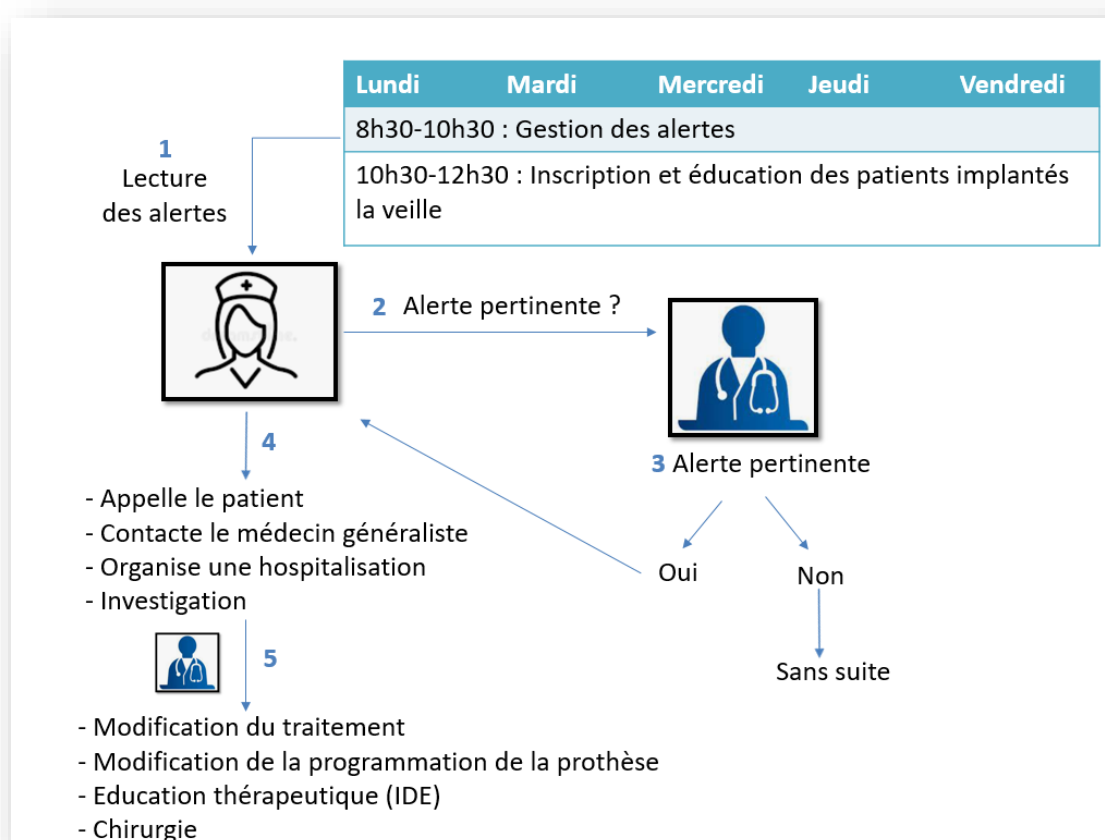 Lundi Mardi Mercredi Jeudi Vendredi
8h30-10h30 : Gestion des alertes
10h30-12h30 : Inscription et éducation des patients implantés
la veille
1
Lecture
des alertes
2 Alerte pertinente ?
3 Alerte pertinente
Oui
Non
Sans suite
4
- Appelle le patient
- Contacte le médecin généraliste
- Organise une hospitalisation
- Investigation
5
- Modification du traitement
- Modification de la programmation de la prothèse
- Education thérapeutique (IDE)
- Chirurgie